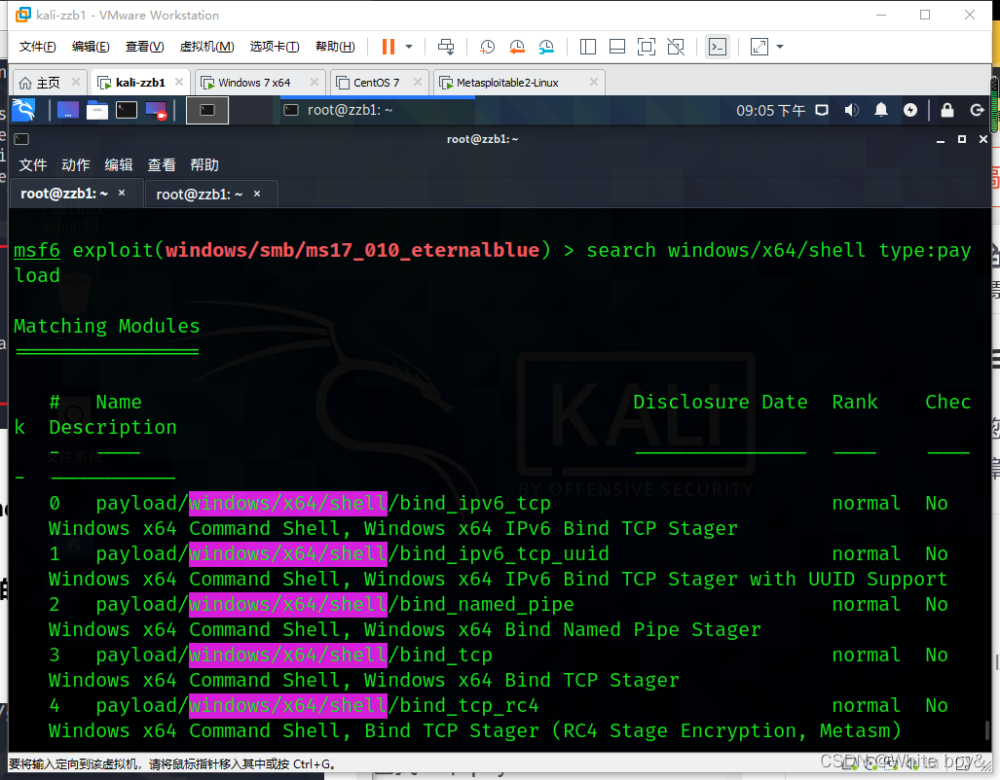 kali-zzb1 - VMware Workstation
文件(F) 编辑(E) 查看(V) 虚拟机(M) 选项卡(T) 帮助(H)
主页 kali-zzb1 Windows 7 x64 CentOS 7 Metasploitable2-Linux
root@zzb1: ~ 09:05 下午
root@zzb1: ~
文件 动作 编辑 查看 帮助
root@zzb1: ~ root@zzb1: ~
msf6 exploit(windows/smb/ms17_010_eternalblue) > search windows/x64/shell type:pay
load
Matching Modules
================
# Name Disclosure Date Rank Chec
k Description
- ---- --------------- ---- ----
- -----------
0 payload/windows/x64/shell/bind_ipv6_tcp normal No
Windows x64 Command Shell, Windows x64 IPv6 Bind TCP Stager
1 payload/windows/x64/shell/bind_ipv6_tcp_uuid normal No
Windows x64 Command Shell, Windows x64 IPv6 Bind TCP Stager with UUID Support
2 payload/windows/x64/shell/bind_named_pipe normal No
Windows x64 Command Shell, Windows x64 Bind Named Pipe Stager
3 payload/windows/x64/shell/bind_tcp normal No
Windows x64 Command Shell, Windows x64 Bind TCP Stager
4 payload/windows/x64/shell/bind_tcp_rc4 normal No
Windows x64 Command Shell, Bind TCP Stager (RC4 Stage Encryption, Metasm)
KALI
BY OFFENSIVE SECURITY
要将输入定向到该虚拟机，请将鼠标指针移入其中或按 Ctrl+G。
CSDN @White boy&